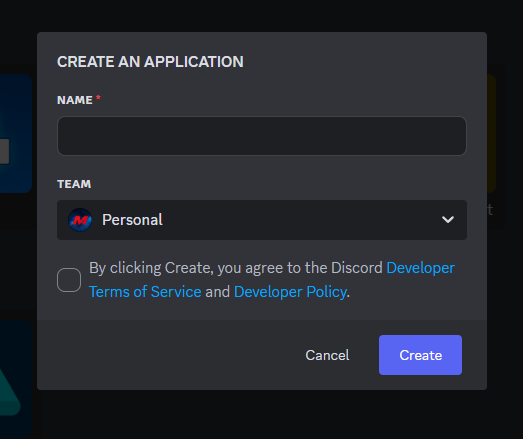 CREATE AN APPLICATION
NAME *
TEAM
Personal
By clicking Create, you agree to the Discord Developer
Terms of Service and Developer Policy.
Cancel
Create